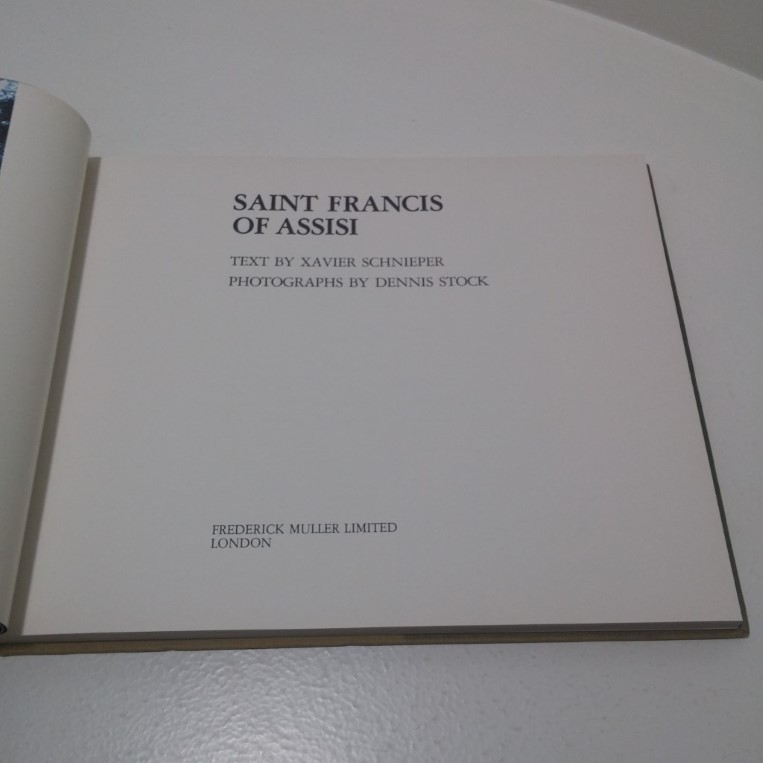 SAINT FRANCIS
OF ASSISI
TEXT BY XAVIER SCHNIEPER
PHOTOGRAPHS BY DENNIS STOCK
FREDERICK MULLER LIMITED
LONDON